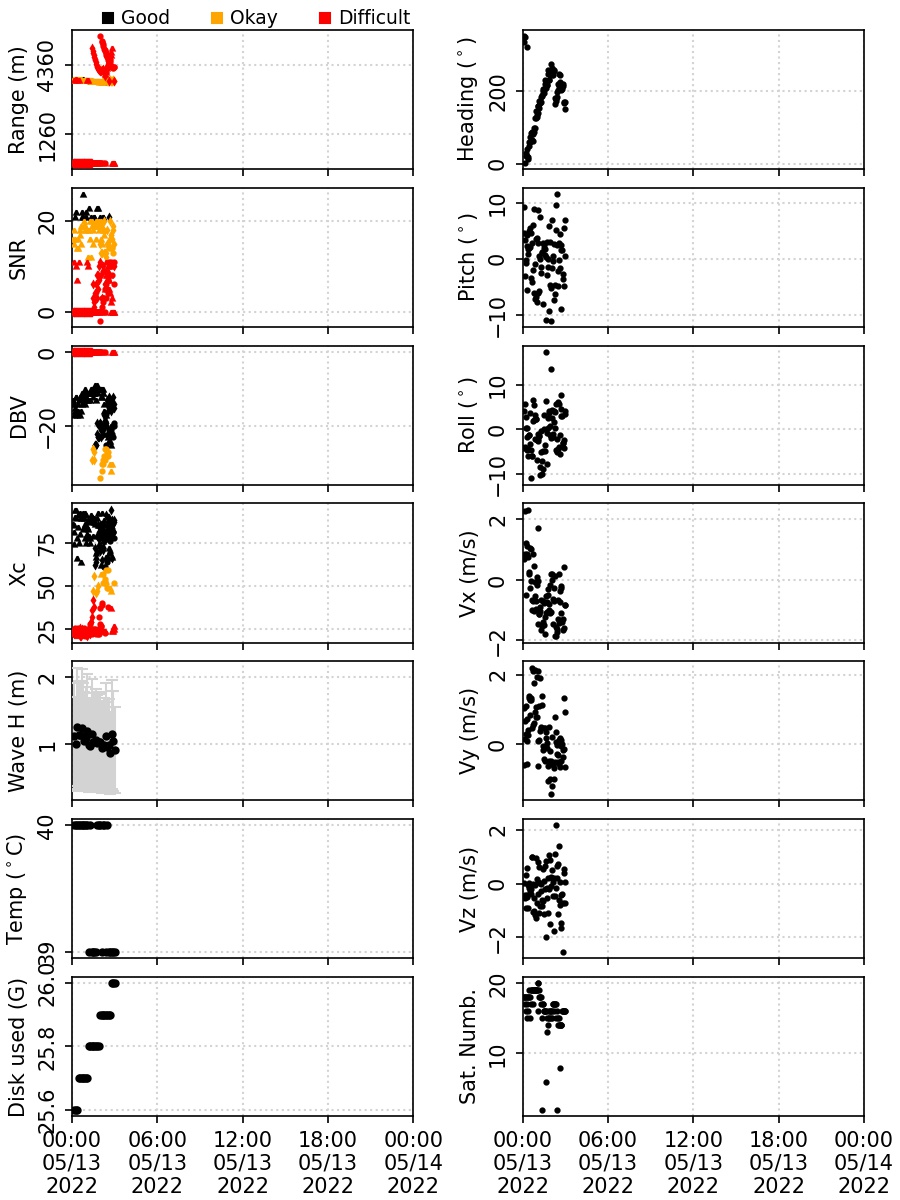 Good Okay Difficult
Range (m)
4360
1260
Heading (°)
200
0
SNR
20
0
Pitch (°)
10
0
−10
DBV
0
−20
Roll (°)
10
0
−10
Xc
75
50
25
Vx (m/s)
2
0
−2
Wave H (m)
2
1
Vy (m/s)
2
0
Temp (°C)
40
39
Vz (m/s)
2
0
−2
Disk used (G)
26.0
25.8
25.6
Sat. Numb.
20
10
00:00 06:00 12:00 18:00 00:00
05/13 05/13 05/13 05/13 05/14
2022 2022 2022 2022 2022
00:00 06:00 12:00 18:00 00:00
05/13 05/13 05/13 05/13 05/14
2022 2022 2022 2022 2022